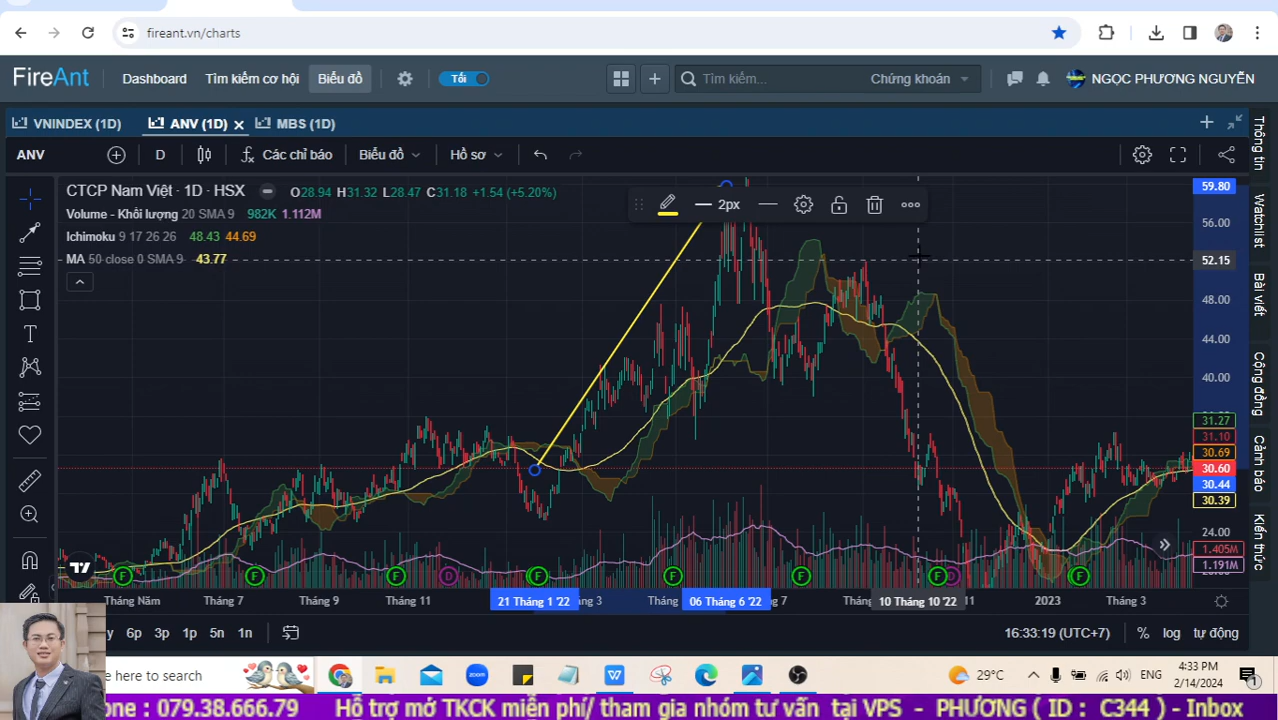 fireant.vn/charts
FireAnt Dashboard Tìm kiếm cơ hội Biểu đồ Tối Tìm kiếm... Chứng khoán NGỌC PHƯƠNG NGUYỄN
VNINDEX (1D) ANV (1D) MBS (1D)
ANV D Các chỉ báo Biểu đồ Hồ sơ
CTCP Nam Việt · 1D · HSX O28.94 H31.32 L28.47 C31.18 +1.54 (+5.20%)
Volume - Khối lượng 20 SMA 9 982K 1.112M
Ichimoku 9 17 26 26 48.43 44.69
MA 50 close 0 SMA 9 43.77
2px
59.80
56.00
52.15
48.00
44.00
40.00
31.27
31.10
30.69
30.60
30.44
30.39
24.00
1.405M
1.191M
Thông tin
Watchlist
Bài viết
Cộng đồng
Cảnh báo
Kiến thức
F F F D F F F F D F
Tháng Năm Tháng 7 Tháng 9 Tháng 11 21 Tháng 1 '22 3 Tháng 06 Tháng 6 '22 7 Thán 10 Tháng 10 '22 11 2023 Tháng 3
y 6p 3p 1p 5n 1n 16:33:19 (UTC+7) % log tự động
here to search 29°C ENG 4:33 PM
2/14/2024
phone : 079.38.666.79 Hỗ trợ mở TKCK miễn phí/ tham gia nhóm tư vấn tại VPS - PHƯƠNG ( ID : C344 ) - Inbox